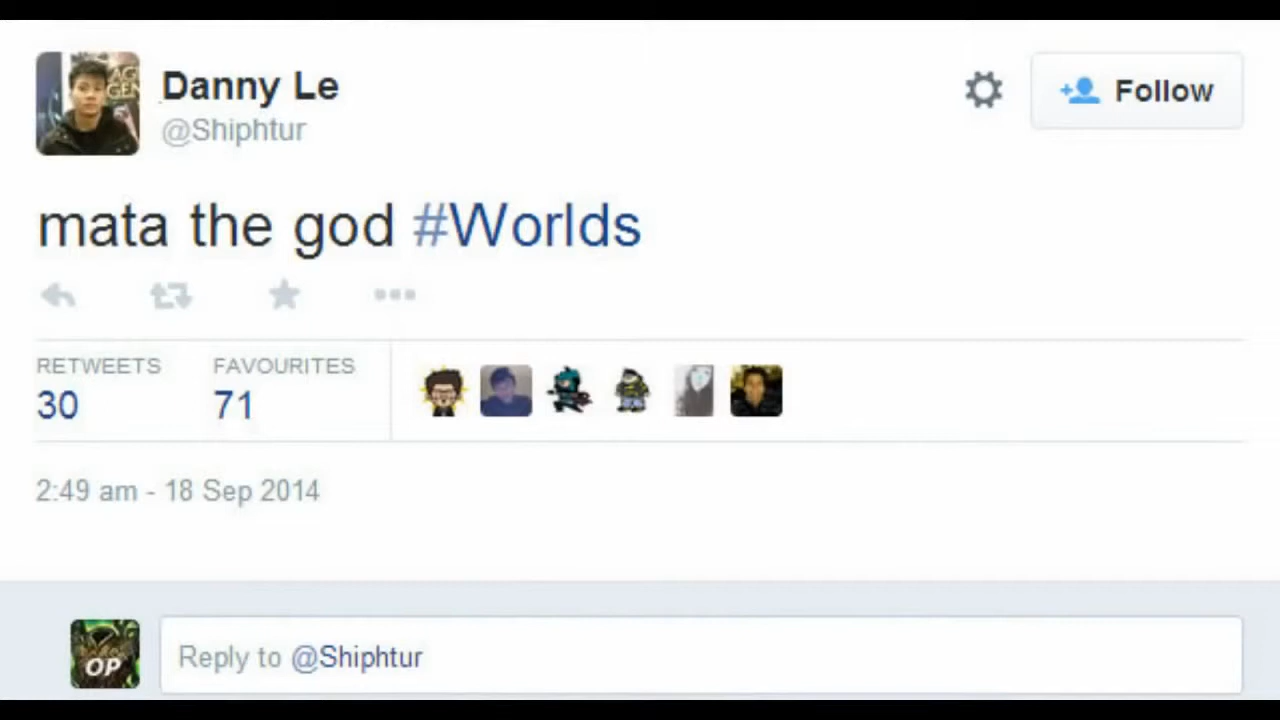 Danny Le
@Shiphtur
Follow
mata the god #Worlds
RETWEETS FAVOURITES
30 71
2:49 am - 18 Sep 2014
OP
Reply to @Shiphtur